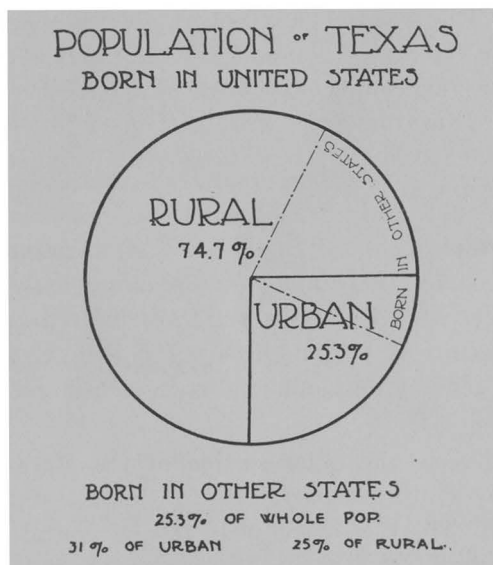 POPULATION OF TEXAS
BORN IN UNITED STATES
BORN IN OTHER STATES
RURAL
74.7%
URBAN
25.3%
BORN IN OTHER STATES
25.3% OF WHOLE POP.
31% OF URBAN 25% OF RURAL.